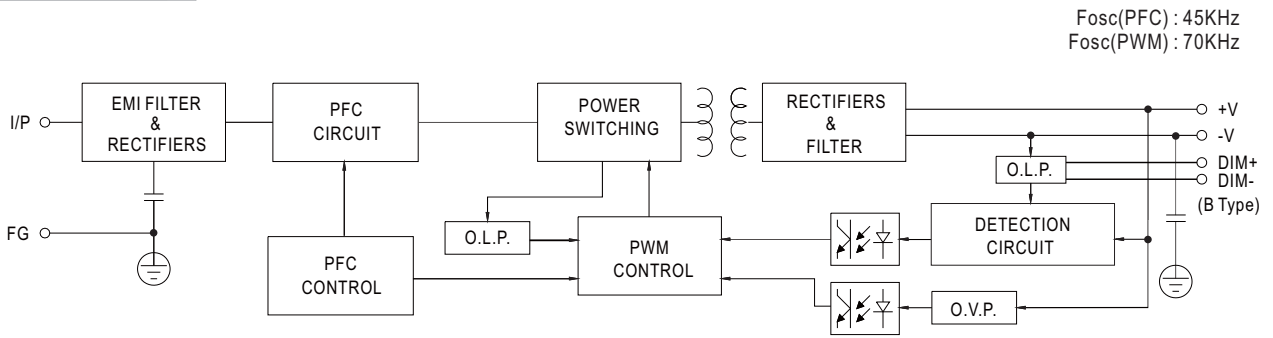 Fosc(PFC) : 45KHz
Fosc(PWM) : 70KHz
I/P
EMI FILTER
&
RECTIFIERS
PFC
CIRCUIT
POWER
SWITCHING
RECTIFIERS
&
FILTER
+V
-V
DIM+
DIM-
(B Type)
O.L.P.
FG
O.L.P.
PFC
CONTROL
PWM
CONTROL
DETECTION
CIRCUIT
O.V.P.